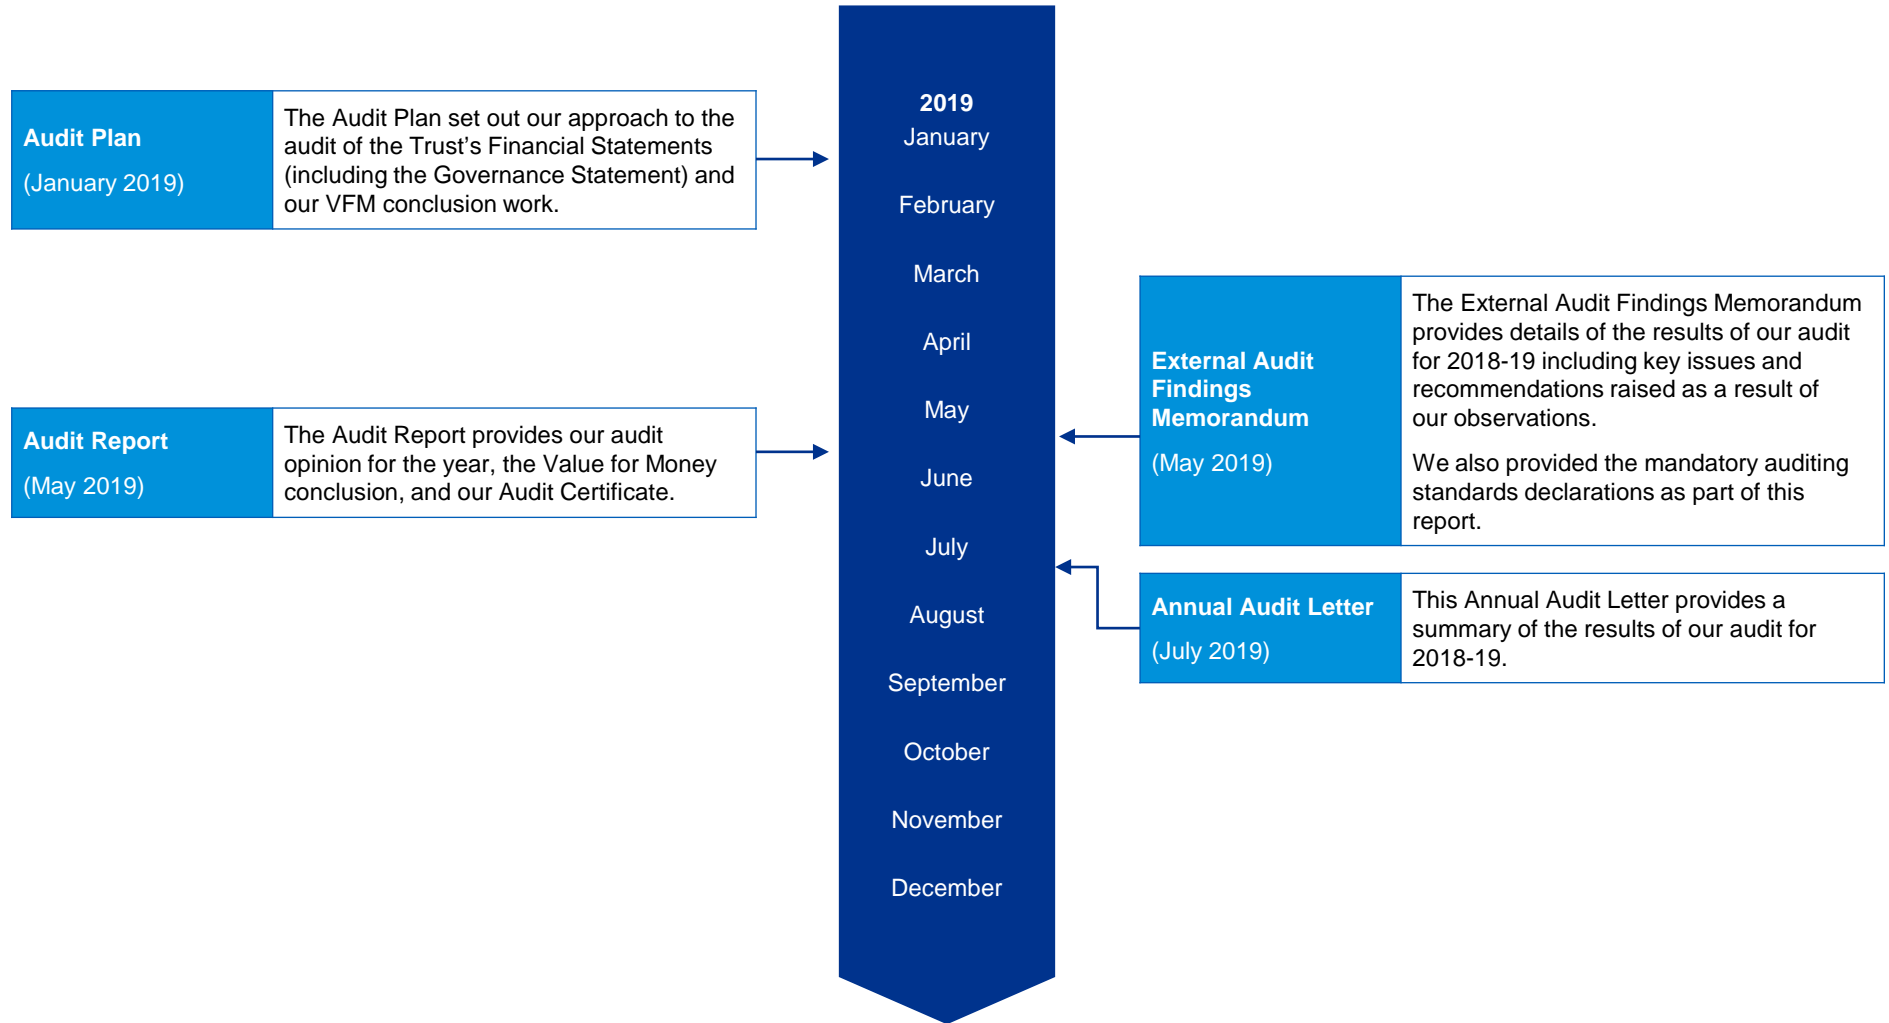 Audit Plan
(January 2019)
The Audit Plan set out our approach to the
audit of the Trust's Financial Statements
(including the Governance Statement) and
our VFM conclusion work.
Audit Report
(May 2019)
The Audit Report provides our audit
opinion for the year, the Value for Money
conclusion, and our Audit Certificate.
2019
January
February
March
April
May
June
July
August
September
October
November
December
External Audit
Findings
Memorandum
(May 2019)
The External Audit Findings Memorandum
provides details of the results of our audit
for 2018-19 including key issues and
recommendations raised as a result of
our observations.
We also provided the mandatory auditing
standards declarations as part of this
report.
Annual Audit Letter
(July 2019)
This Annual Audit Letter provides a
summary of the results of our audit for
2018-19.